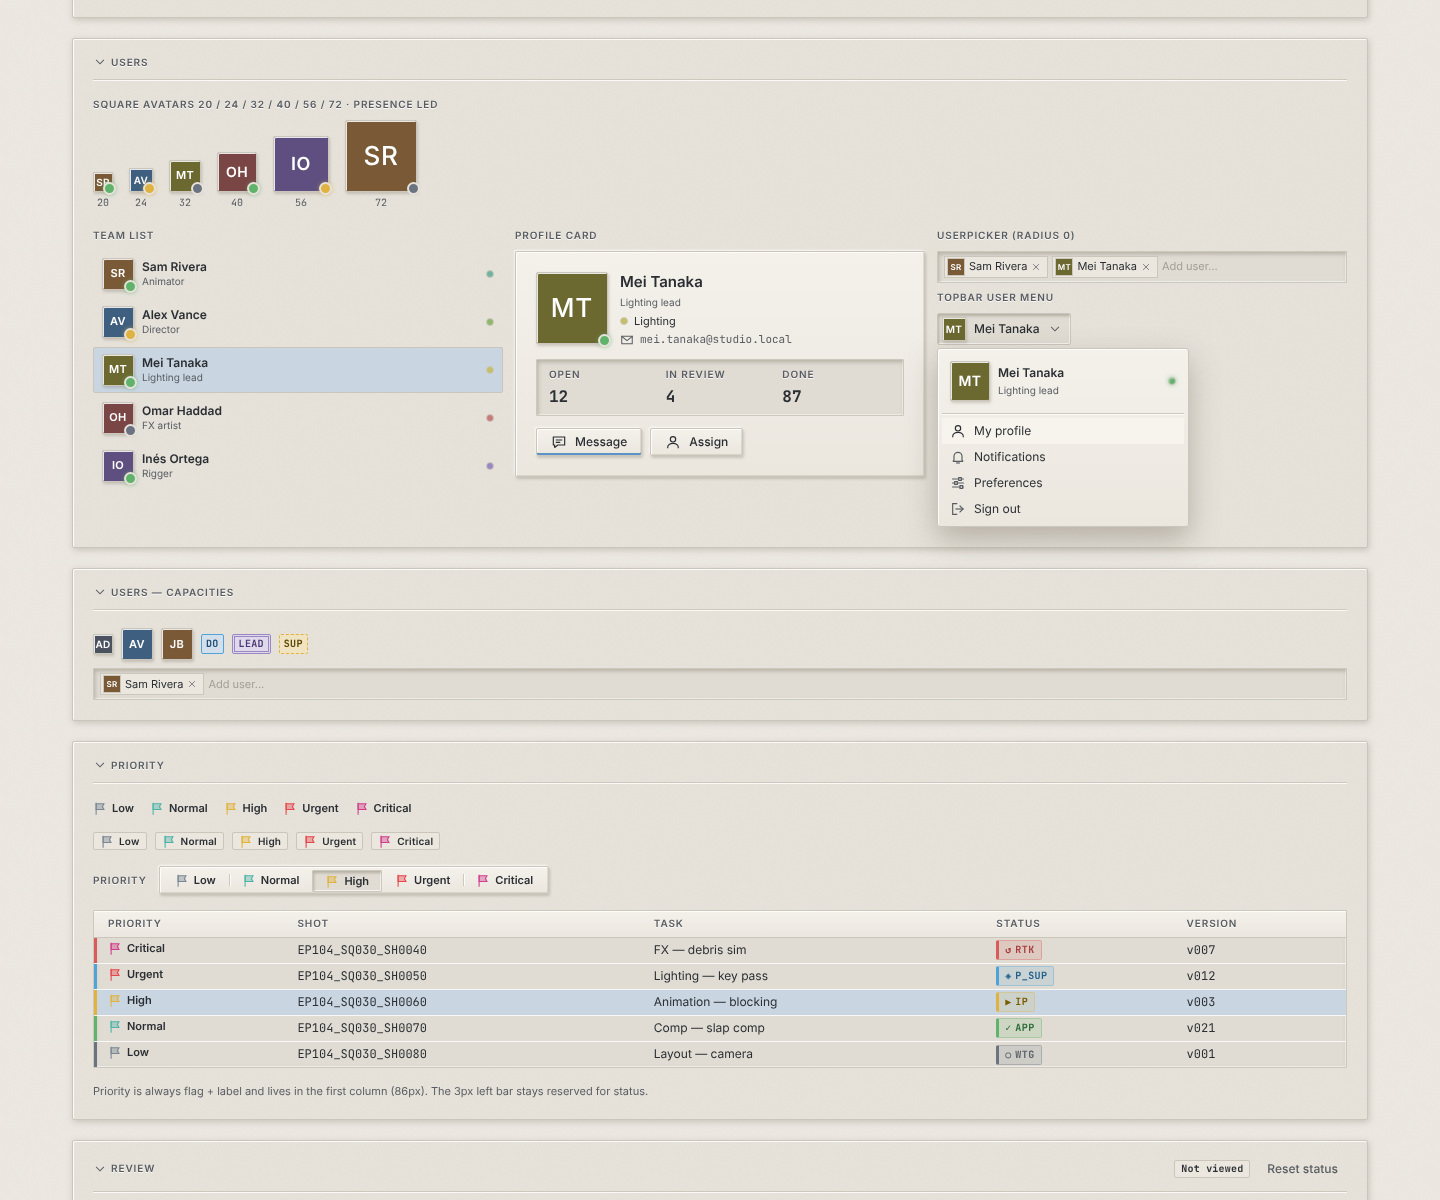 USERS
SQUARE AVATARS 20 / 24 / 32 / 40 / 56 / 72 · PRESENCE LED
SR AV MT OH IO SR
20 24 32 40 56 72
TEAM LIST
SR Sam Rivera
Animator
AV Alex Vance
Director
MT Mei Tanaka
Lighting lead
OH Omar Haddad
FX artist
IO Inés Ortega
Rigger
PROFILE CARD
MT Mei Tanaka
Lighting lead
Lighting
mei.tanaka@studio.local
OPEN IN REVIEW DONE
12 4 87
Message Assign
USERPICKER (RADIUS 0)
SR Sam Rivera × MT Mei Tanaka × Add user...
TOPBAR USER MENU
MT Mei Tanaka
MT Mei Tanaka
Lighting lead
My profile
Notifications
Preferences
Sign out
USERS — CAPACITIES
AD AV JB DO LEAD SUP
SR Sam Rivera × Add user...
PRIORITY
Low Normal High Urgent Critical
Low Normal High Urgent Critical
PRIORITY Low Normal High Urgent Critical
PRIORITY SHOT TASK STATUS VERSION
Critical EP104_SQ030_SH0040 FX — debris sim ↺ RTK v007
Urgent EP104_SQ030_SH0050 Lighting — key pass ◈ P_SUP v012
High EP104_SQ030_SH0060 Animation — blocking ▶ IP v003
Normal EP104_SQ030_SH0070 Comp — slap comp ✓ APP v021
Low EP104_SQ030_SH0080 Layout — camera ○ WTG v001
Priority is always flag + label and lives in the first column (86px). The 3px left bar stays reserved for status.
REVIEW Not viewed Reset status